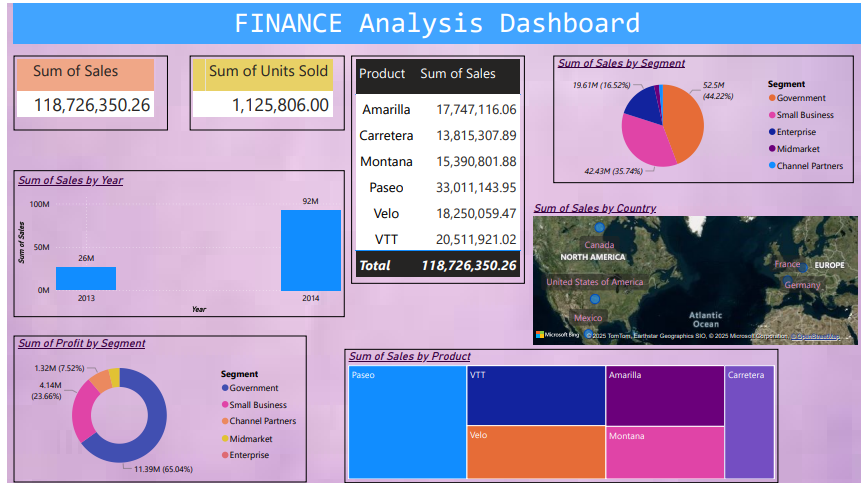 FINANCE Analysis Dashboard
Sum of Sales
118,726,350.26
Sum of Units Sold
1,125,806.00
Product Sum of Sales
Amarilla 17,747,116.06
Carretera 13,815,307.89
Montana 15,390,801.88
Paseo 33,011,143.95
Velo 18,250,059.47
VTT 20,511,921.02
Total 118,726,350.26
Sum of Sales by Segment
19.61M (16.52%)
52.5M
(44.22%)
42.43M (35.74%)
Segment
Government
Small Business
Enterprise
Midmarket
Channel Partners
Sum of Sales by Year
Sum of Sales
100M
50M
0M
26M
92M
2013
2014
Year
Sum of Sales by Country
Canada
NORTH AMERICA
United States of America
Mexico
Atlantic
Ocean
France
EUROPE
Germany
Microsoft Bing
© 2025 TomTom, Earthstar Geographics SIO, © 2025 Microsoft Corporation, © OpenStreetMap
Sum of Profit by Segment
1.32M (7.52%)
4.14M
(23.66%)
11.39M (65.04%)
Segment
Government
Small Business
Channel Partners
Midmarket
Enterprise
Sum of Sales by Product
Paseo
VTT
Velo
Amarilla
Montana
Carretera